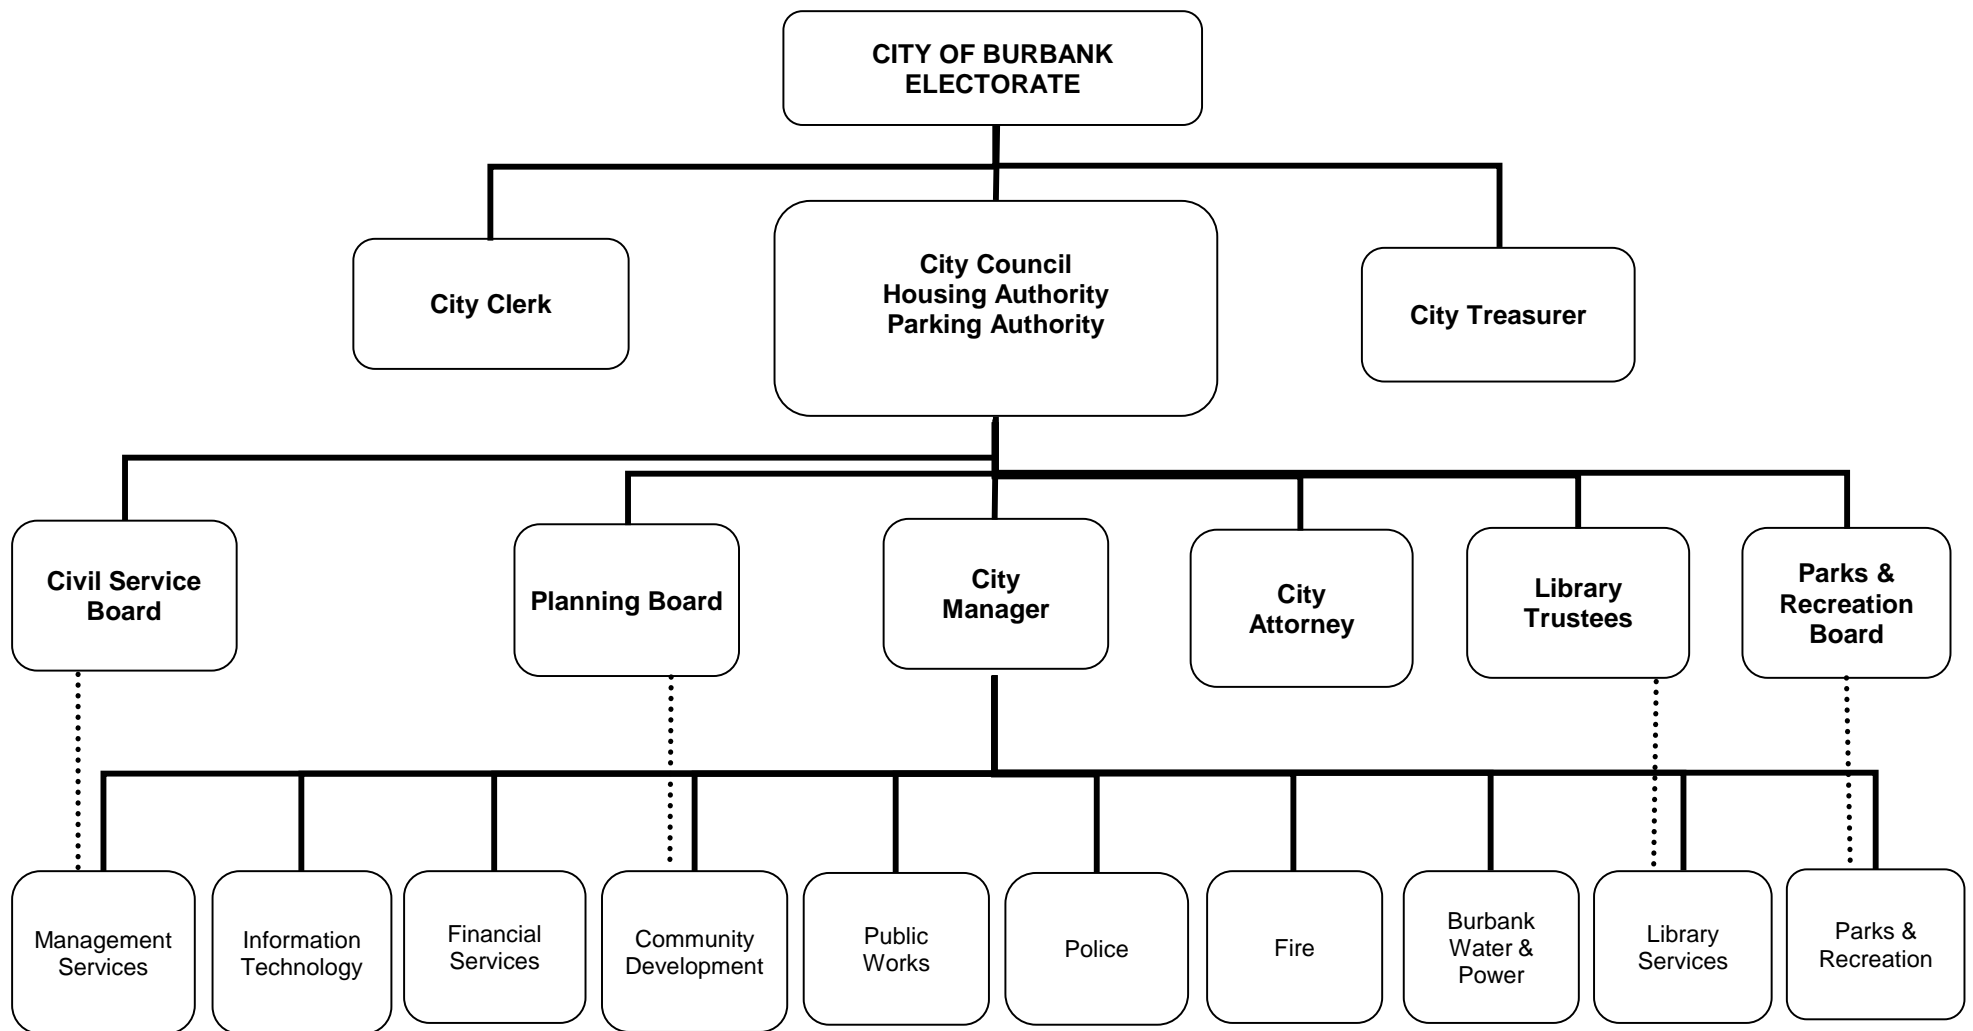 CITY OF BURBANK
ELECTORATE
City Clerk
City Council
Housing Authority
Parking Authority
City Treasurer
Civil Service
Board
Planning Board
City
Manager
City
Attorney
Library
Trustees
Parks &
Recreation
Board
Management
Services
Information
Technology
Financial
Services
Community
Development
Public
Works
Police
Fire
Burbank
Water &
Power
Library
Services
Parks &
Recreation